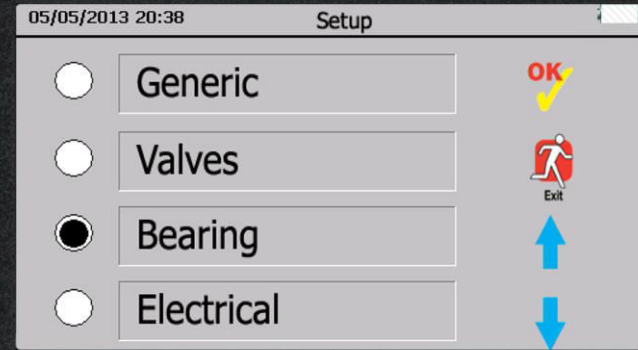 05/05/2013 20:38 Setup
Generic
OK
Valves
Exit
Bearing
Electrical